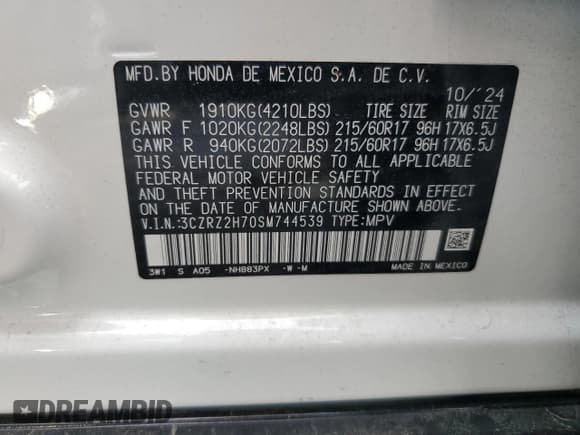 MFD.BY HONDA DE MEXICO S.A. DE C.V.
10/'24
GVWR 1910KG(4210LBS) TIRE SIZE RIM SIZE
GAWR F 1020KG(2248LBS) 215/60R17 96H 17X6.5J
GAWR R 940KG(2072LBS) 215/60R17 96H 17X6.5J
THIS VEHICLE CONFORMS TO ALL APPLICABLE
FEDERAL MOTOR VEHICLE SAFETY
AND THEFT PREVENTION STANDARDS IN EFFECT
ON THE DATE OF MANUFACTURE SHOWN ABOVE.
V.I.N.:3CZRZ2H70SM744539 TYPE:MPV
3W1 S A05 -NH883PX -W -M
MADE IN MEXICO
DREAMBID